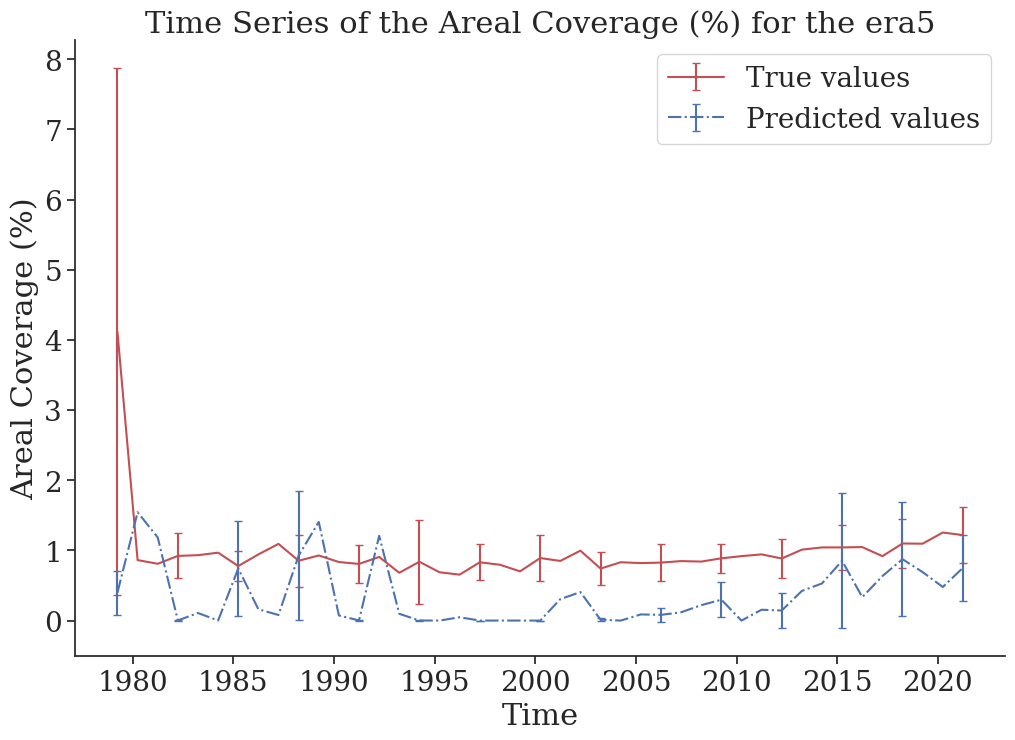 Time Series of the Areal Coverage (%) for the era5
True values
Predicted values
Areal Coverage (%)
8
7
6
5
4
3
2
1
0
1980 1985 1990 1995 2000 2005 2010 2015 2020
Time